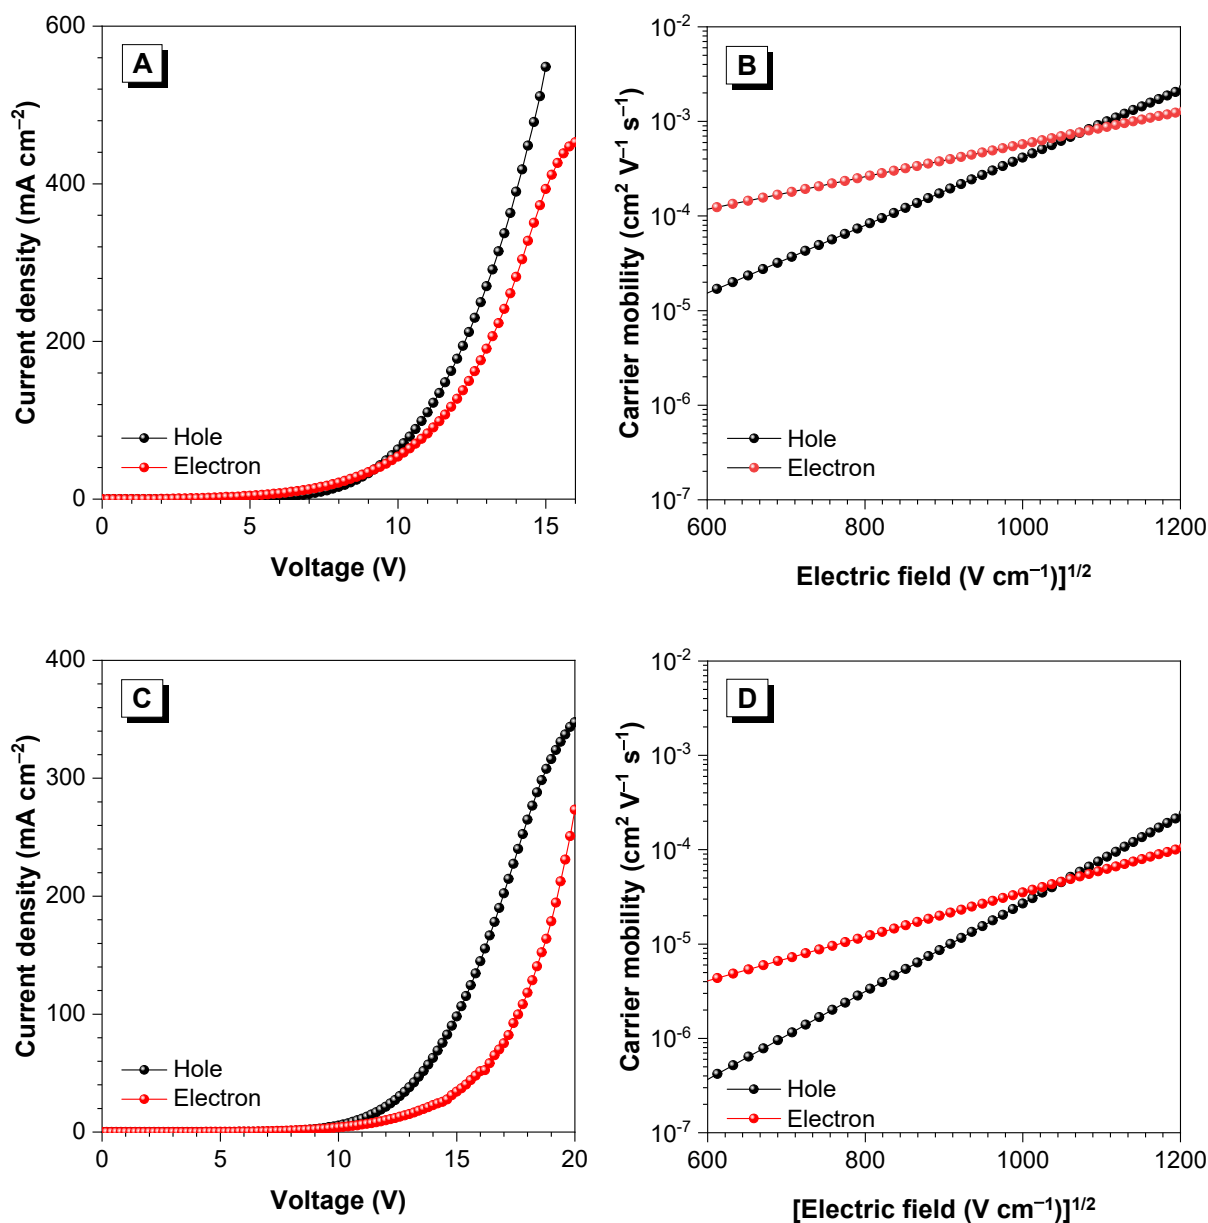 A
Current density (mA cm⁻²)
600
400
200
0
Hole
Electron
0 5 10 15
Voltage (V)
B
Carrier mobility (cm² V⁻¹ s⁻¹)
10⁻²
10⁻³
10⁻⁴
10⁻⁵
10⁻⁶
10⁻⁷
Hole
Electron
600 800 1000 1200
Electric field (V cm⁻¹)]¹/²
C
Current density (mA cm⁻²)
400
300
200
100
0
Hole
Electron
0 5 10 15 20
Voltage (V)
D
Carrier mobility (cm² V⁻¹ s⁻¹)
10⁻²
10⁻³
10⁻⁴
10⁻⁵
10⁻⁶
10⁻⁷
Hole
Electron
600 800 1000 1200
[Electric field (V cm⁻¹)]¹/²